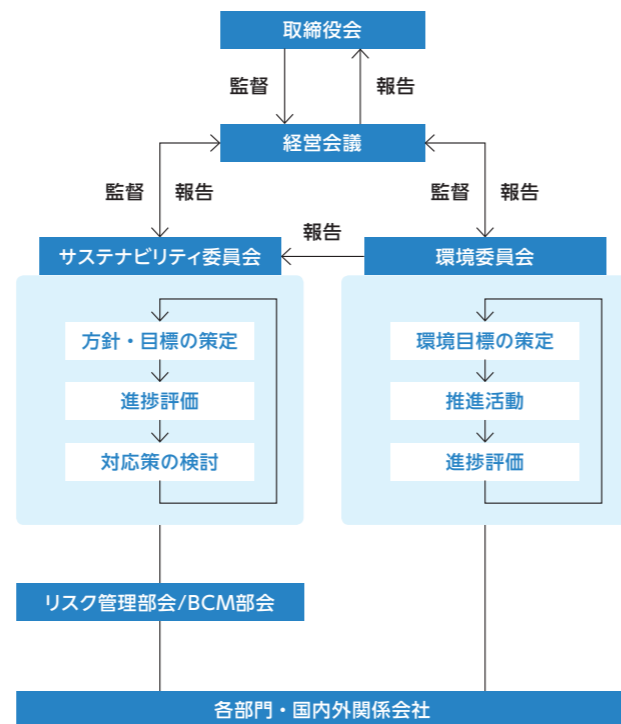 取締役会
監督
報告
経営会議
監督
報告
監督
報告
サステナビリティ委員会
報告
環境委員会
方針・目標の策定
進捗評価
対応策の検討
環境目標の策定
推進活動
進捗評価
リスク管理部会/BCM部会
各部門・国内外関係会社